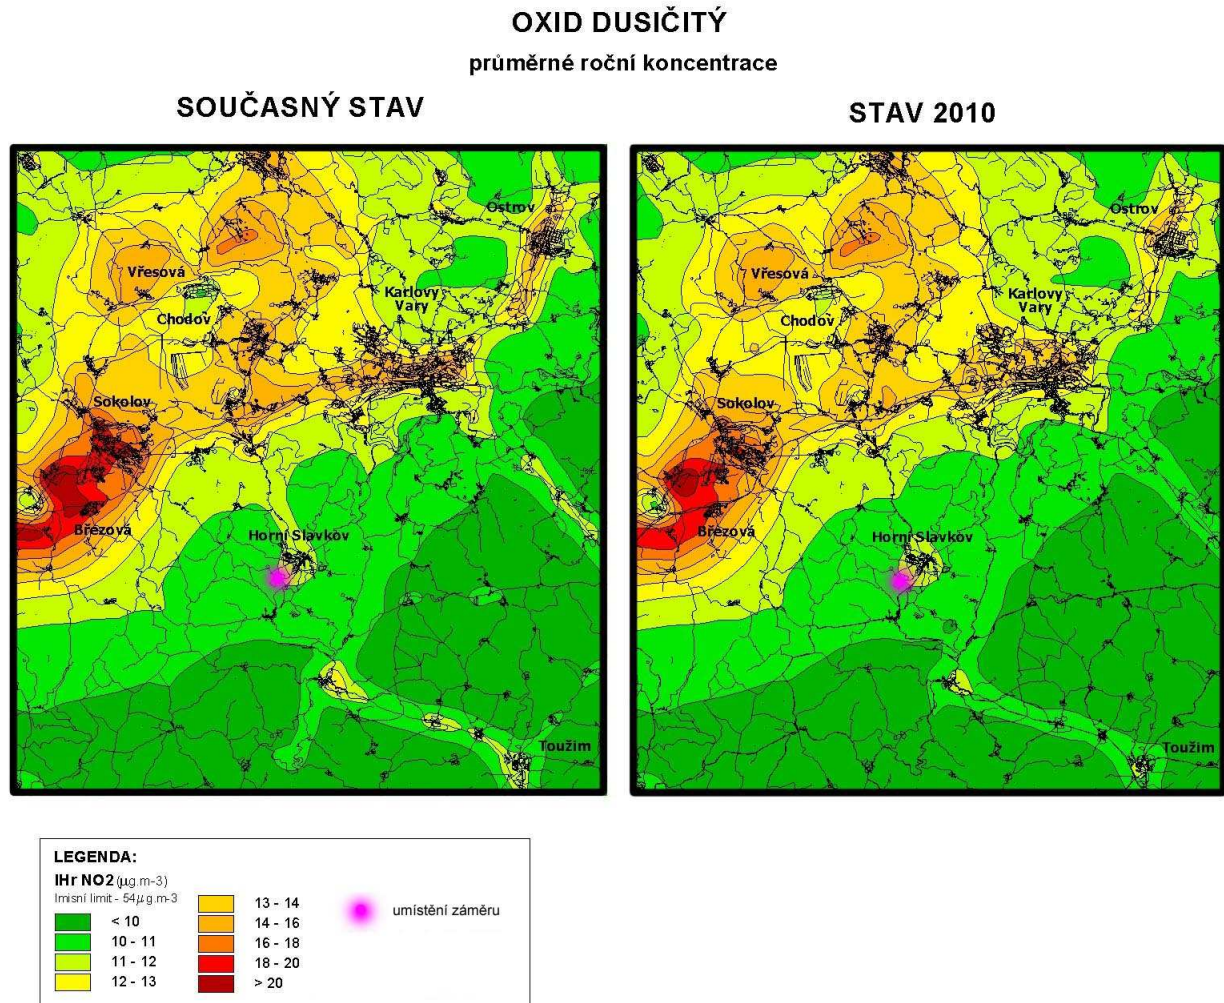 OXID DUSIČITÝ
průměrné roční koncentrace
SOUČASNÝ STAV
STAV 2010
Ostrov
Vřesová
Karlovy
Vary
Chodov
Sokolov
Březová
Horní Slavkov
Toužim
Ostrov
Vřesová
Karlovy
Vary
Chodov
Sokolov
Březová
Horní Slavkov
Toužim
LEGENDA:
IHr NO2 (µg.m-3)
Imisní limit - 54µg.m-3
< 10
10 - 11
11 - 12
12 - 13
13 - 14
14 - 16
16 - 18
18 - 20
> 20
umístění záměru